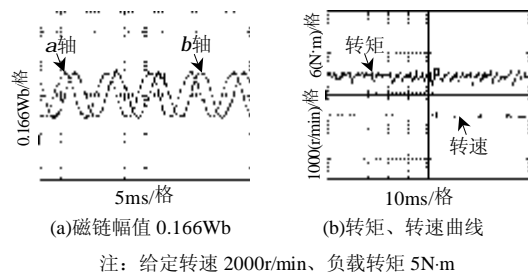 a轴
b轴
0.166Wb/格
5ms/格
(a)磁链幅值 0.166Wb
转矩
6(N·m)/格
1000(r/min)/格
转速
10ms/格
(b)转矩、转速曲线
注：给定转速 2000r/min、负载转矩 5N·m